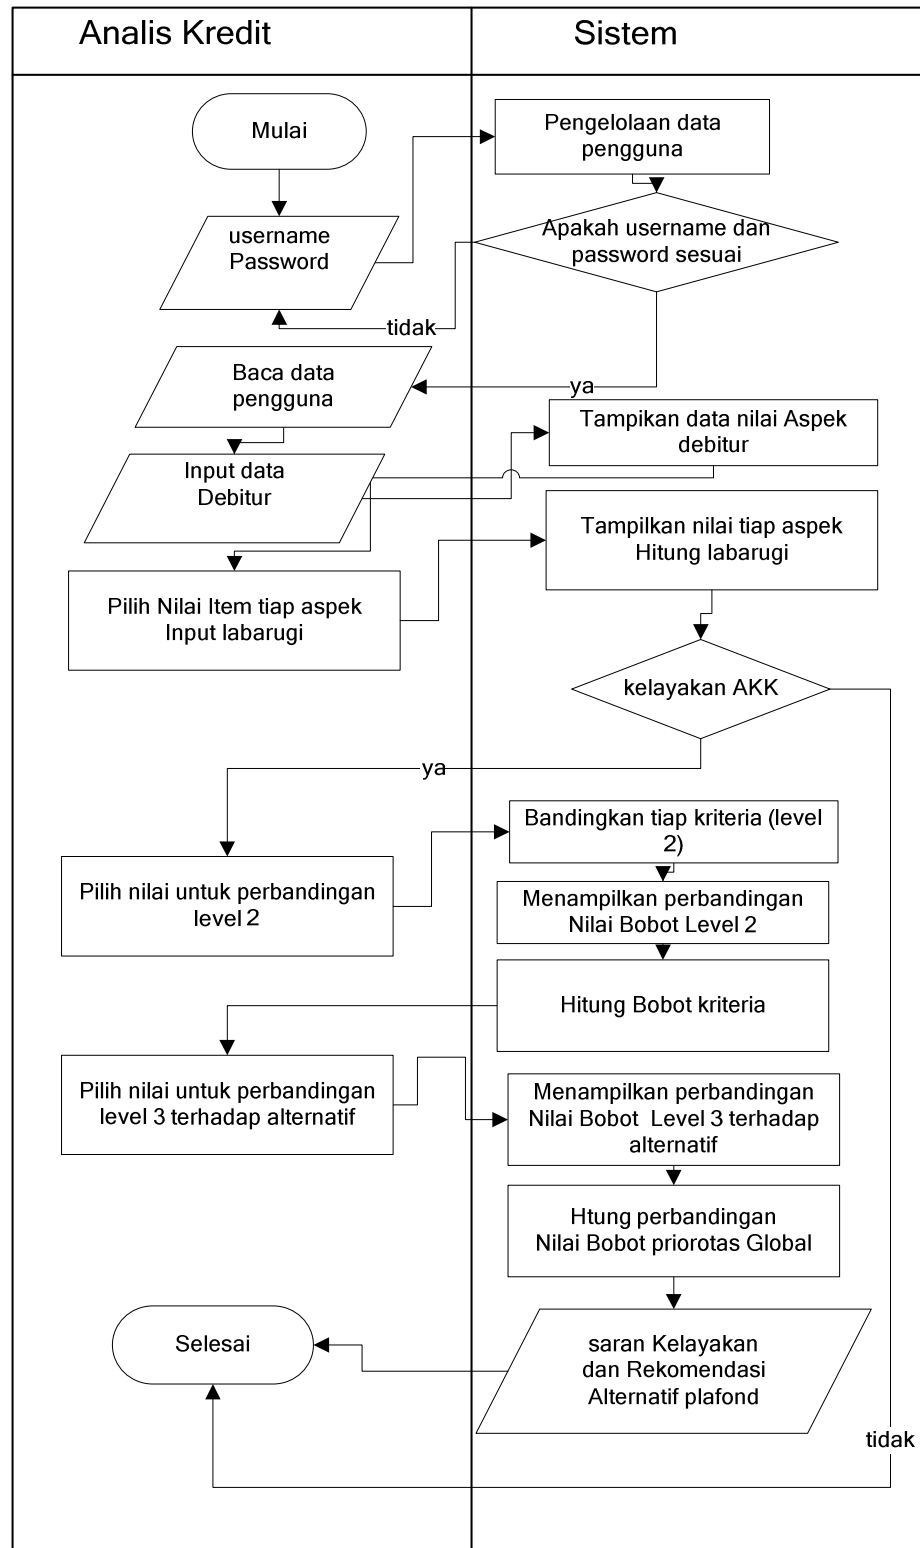 Analis Kredit
Sistem
Mulai
Pengelolaan data
pengguna
username
Password
Apakah username dan
password sesuai
tidak
Baca data
pengguna
ya
Tampikan data nilai Aspek
debitur
Input data
Debitur
Tampilkan nilai tiap aspek
Hitung labarugi
Pilih Nilai Item tiap aspek
Input labarugi
kelayakan AKK
ya
Bandingkan tiap kriteria (level
2)
Pilih nilai untuk perbandingan
level 2
Menampilkan perbandingan
Nilai Bobot Level 2
Hitung Bobot kriteria
Pilih nilai untuk perbandingan
level 3 terhadap alternatif
Menampilkan perbandingan
Nilai Bobot Level 3 terhadap
alternatif
Htung perbandingan
Nilai Bobot priorotas Global
Selesai
saran Kelayakan
dan Rekomendasi
Alternatif plafond
tidak